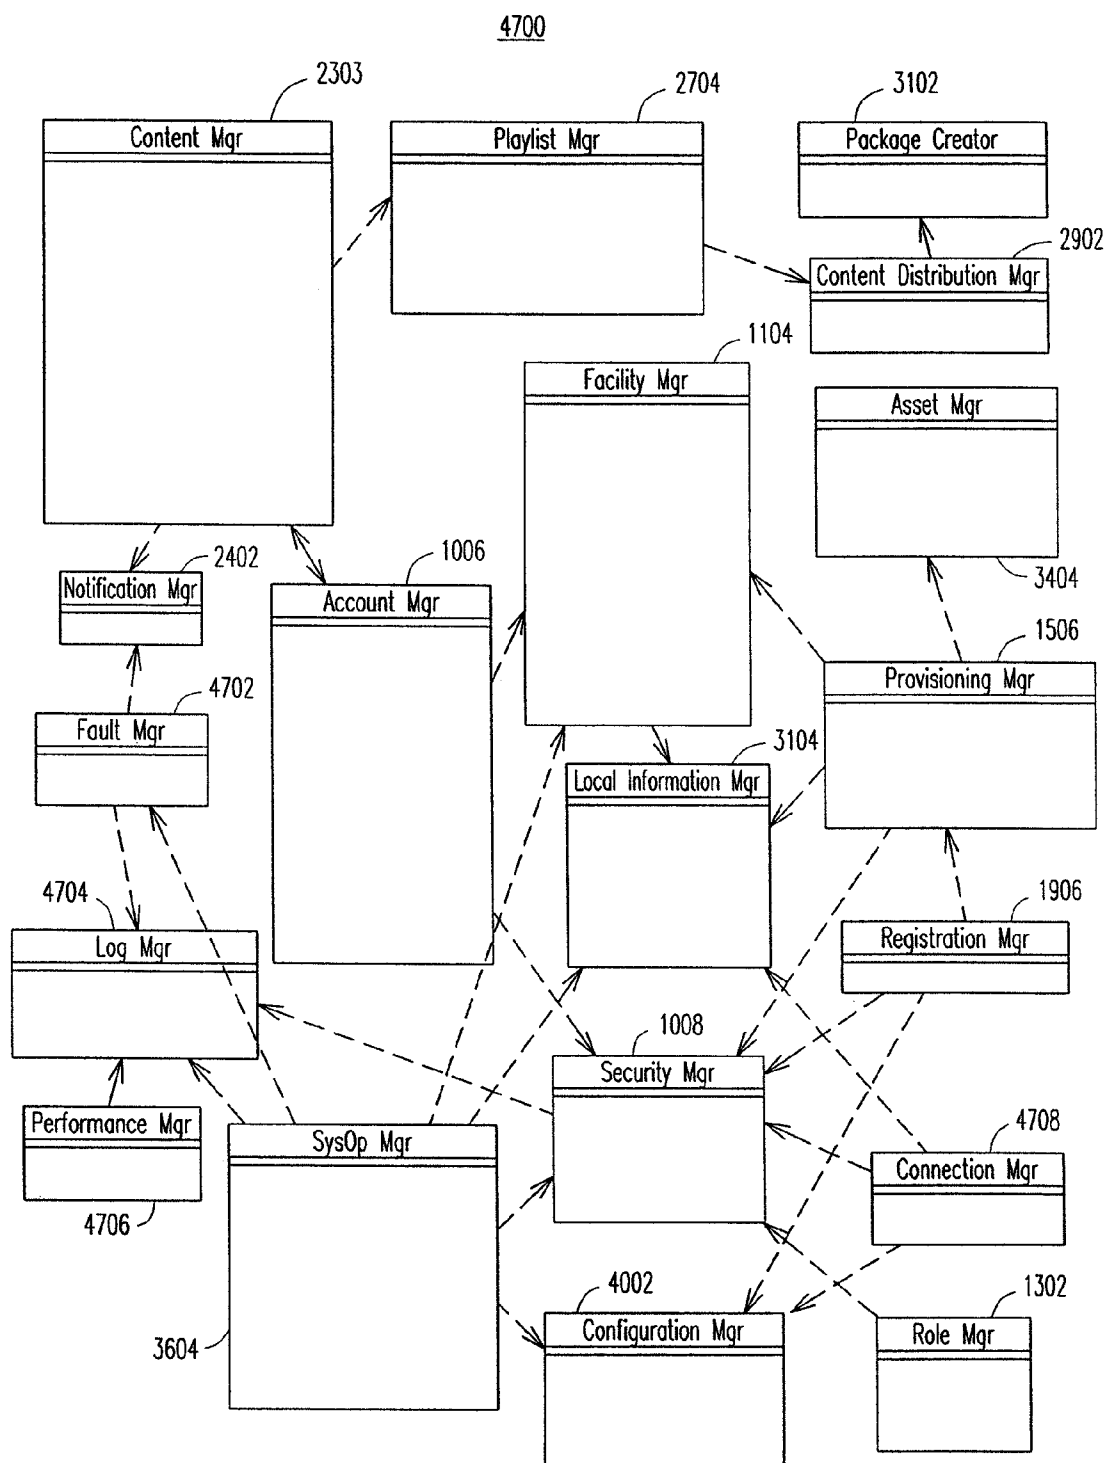 4700
2303
2704
3102
Content Mgr
Playlist Mgr
Package Creator
2902
Content Distribution Mgr
1104
Facility Mgr
Asset Mgr
3404
2402
Notification Mgr
1006
Account Mgr
1506
Provisioning Mgr
4702
Fault Mgr
3104
Local Information Mgr
4704
Log Mgr
1906
Registration Mgr
1008
Security Mgr
Performance Mgr
4706
SysOp Mgr
3604
4708
Connection Mgr
4002
Configuration Mgr
1302
Role Mgr